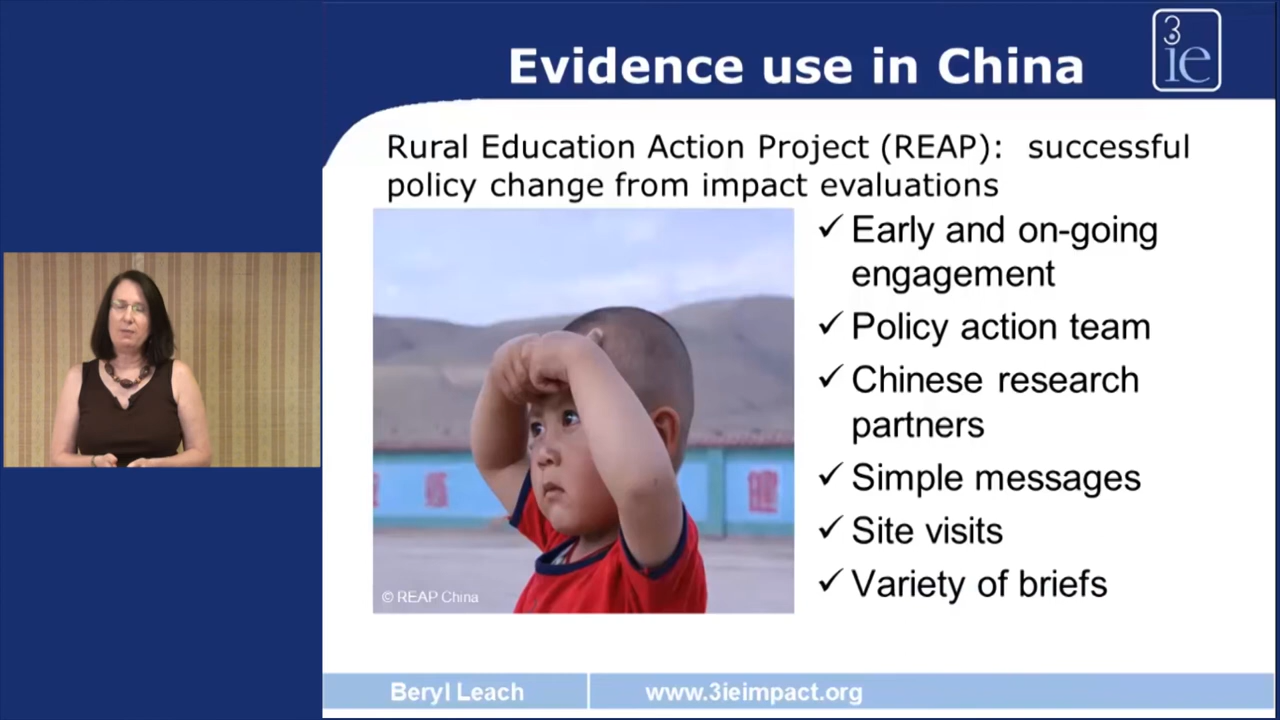 3
ie
Evidence use in China
Rural Education Action Project (REAP): successful
policy change from impact evaluations
✓ Early and on-going
engagement
✓ Policy action team
✓ Chinese research
partners
✓ Simple messages
✓ Site visits
✓ Variety of briefs
© REAP China
Beryl Leach
www.3ieimpact.org